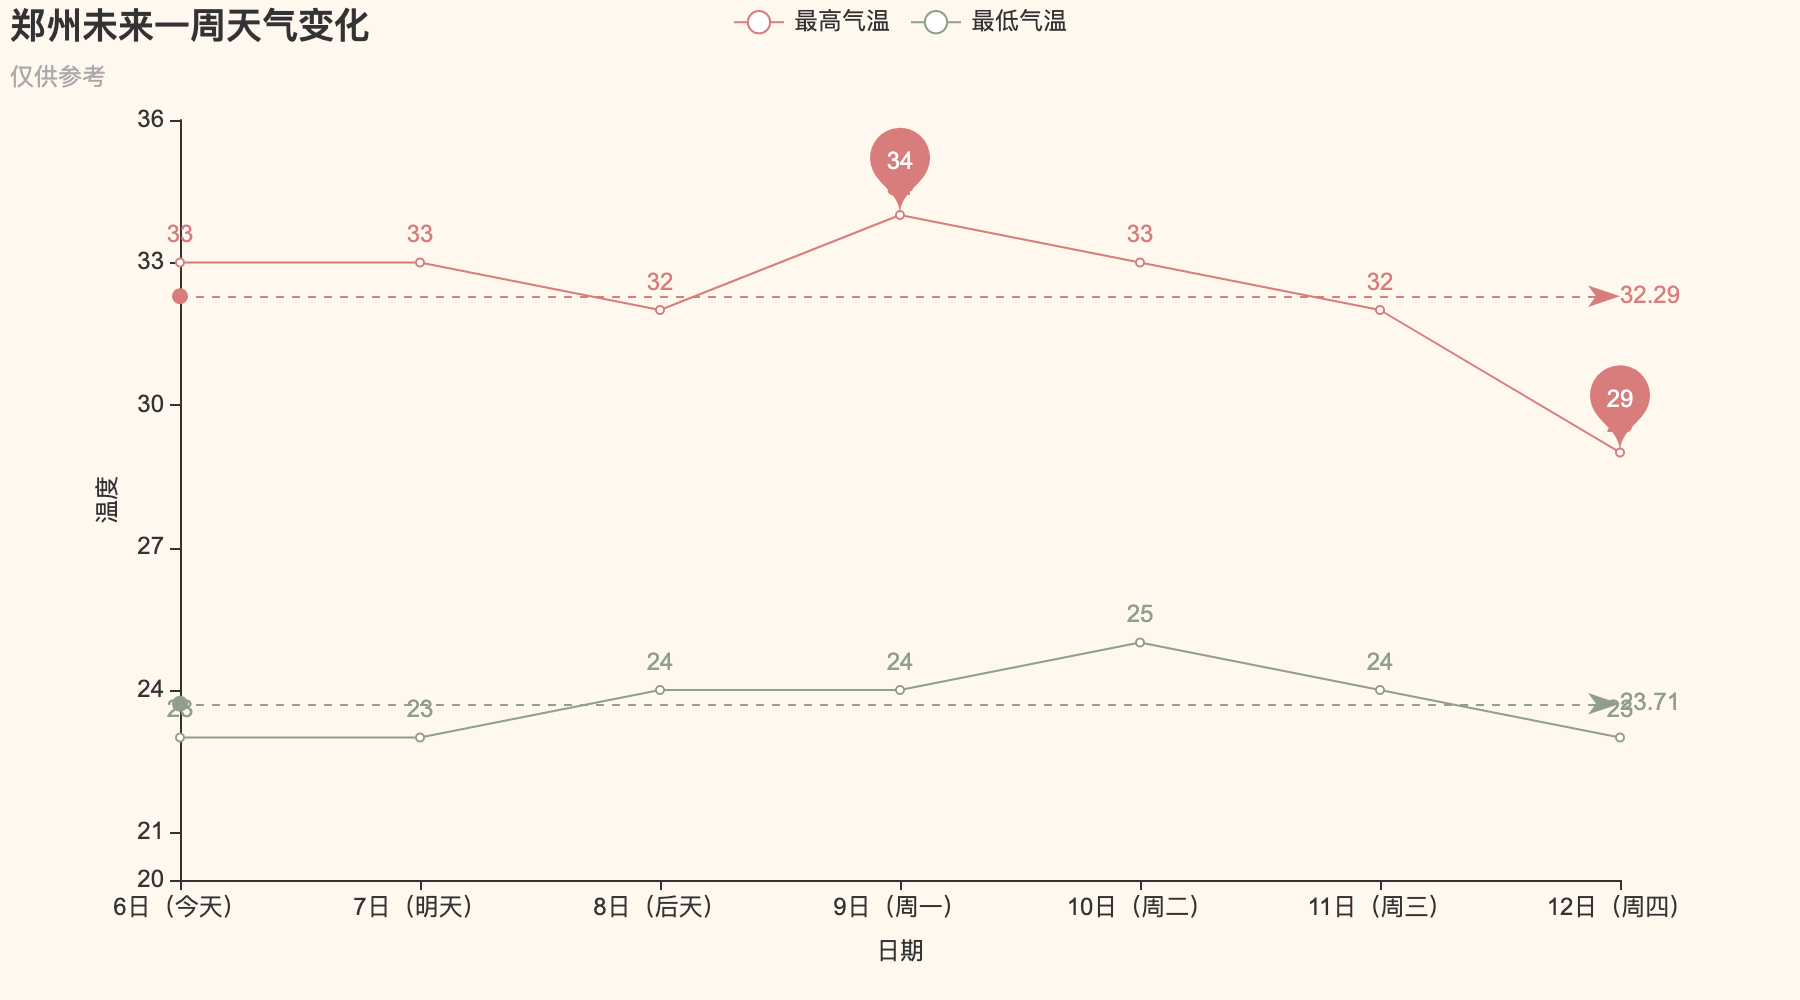 郑州未来一周天气变化
仅供参考
最高气温 最低气温
36
33
30
27
24
21
20
温度
33 33 32 34 33 32 29
32.29
23 23 24 24 25 24 23
23.71
6日（今天） 7日（明天） 8日（后天） 9日（周一） 10日（周二） 11日（周三） 12日（周四）
日期